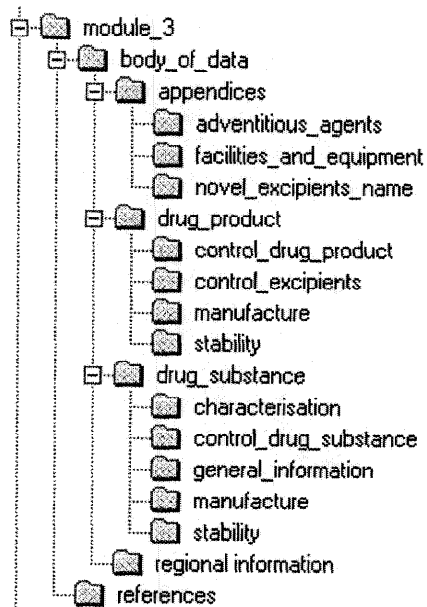 module_3
body_of_data
appendices
adventitious_agents
facilities_and_equipment
novel_excipients_name
drug_product
control_drug_product
control_excipients
manufacture
stability
drug_substance
characterisation
control_drug_substance
general_information
manufacture
stability
regional information
references